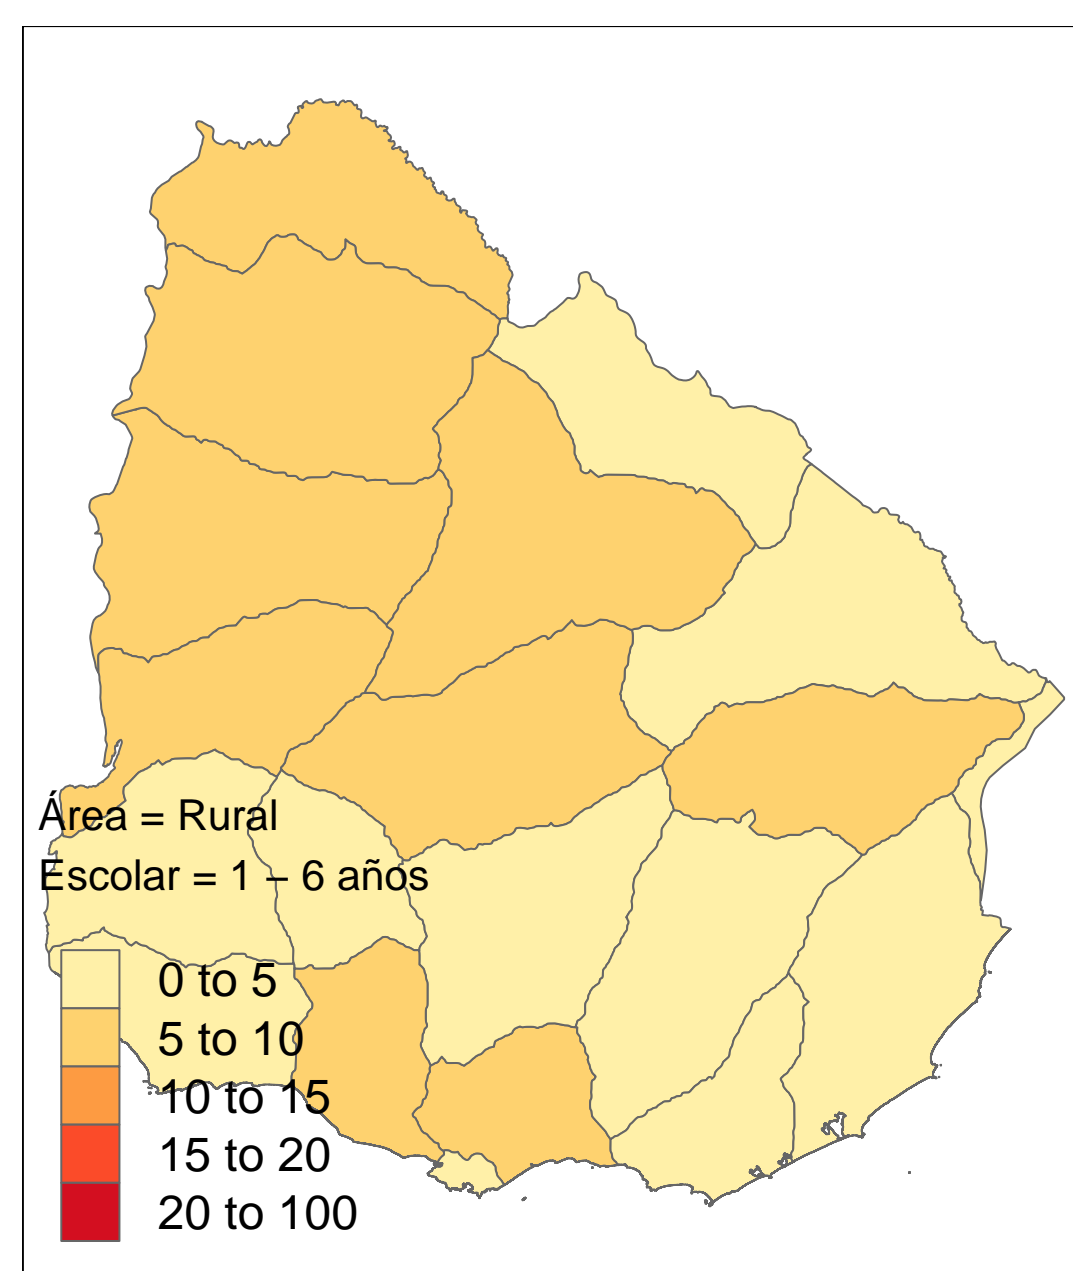 Área = Rural
Escolar = 1 – 6 años
0 to 5
5 to 10
10 to 15
15 to 20
20 to 100